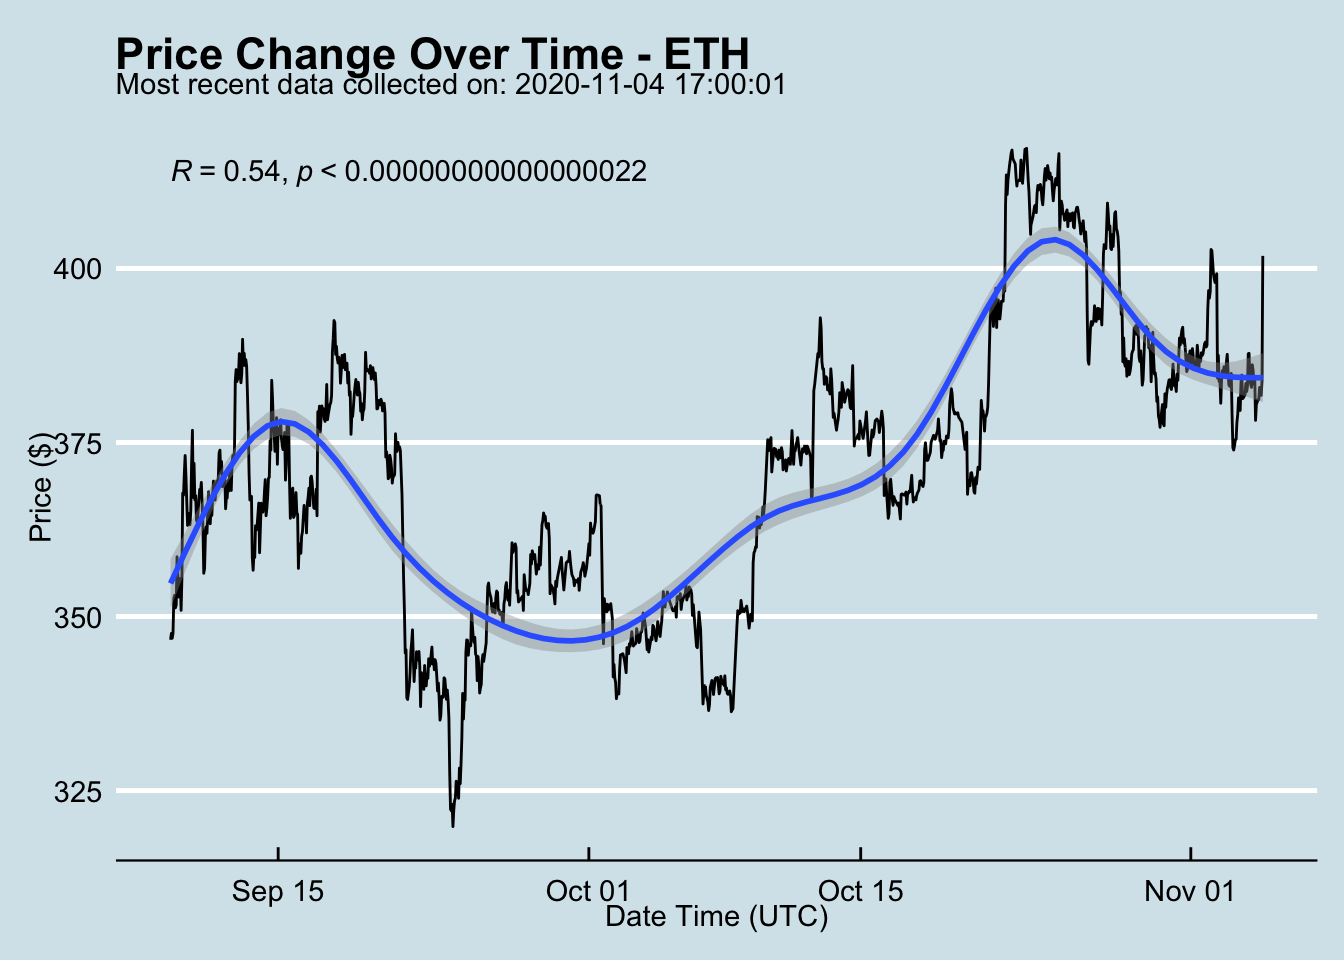 Price Change Over Time - ETH
Most recent data collected on: 2020-11-04 17:00:01
R = 0.54, p < 0.00000000000000022
400
375
350
325
Price ($)
Sep 15
Oct 01
Oct 15
Nov 01
Date Time (UTC)